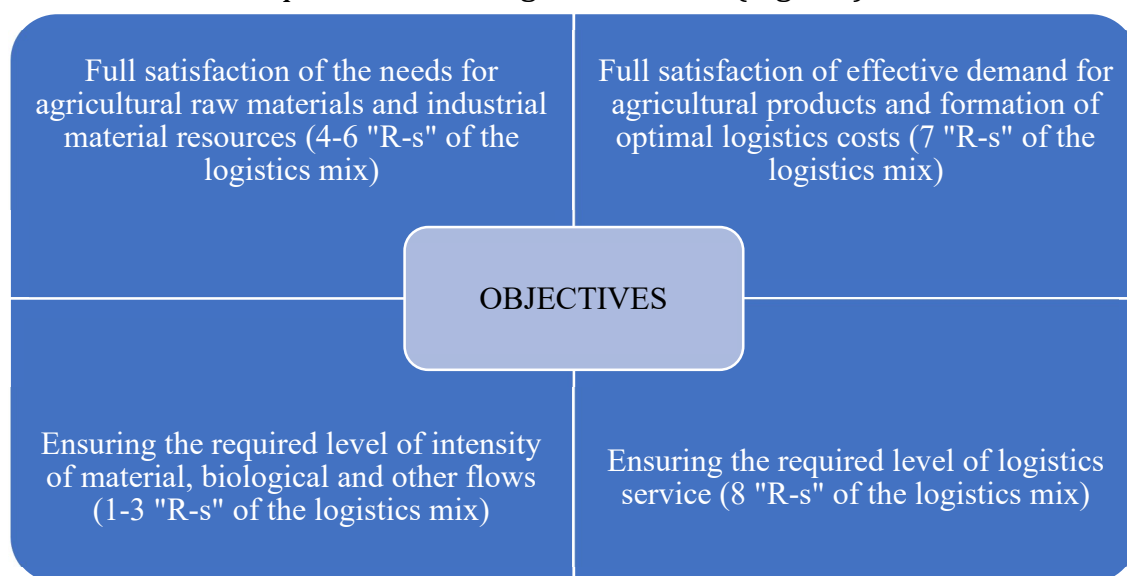 Full satisfaction of the needs for
agricultural raw materials and industrial
material resources (4-6 "R-s" of the
logistics mix)
Full satisfaction of effective demand for
agricultural products and formation of
optimal logistics costs (7 "R-s" of the
logistics mix)
OBJECTIVES
Ensuring the required level of intensity
of material, biological and other flows
(1-3 "R-s" of the logistics mix)
Ensuring the required level of logistics
service (8 "R-s" of the logistics mix)